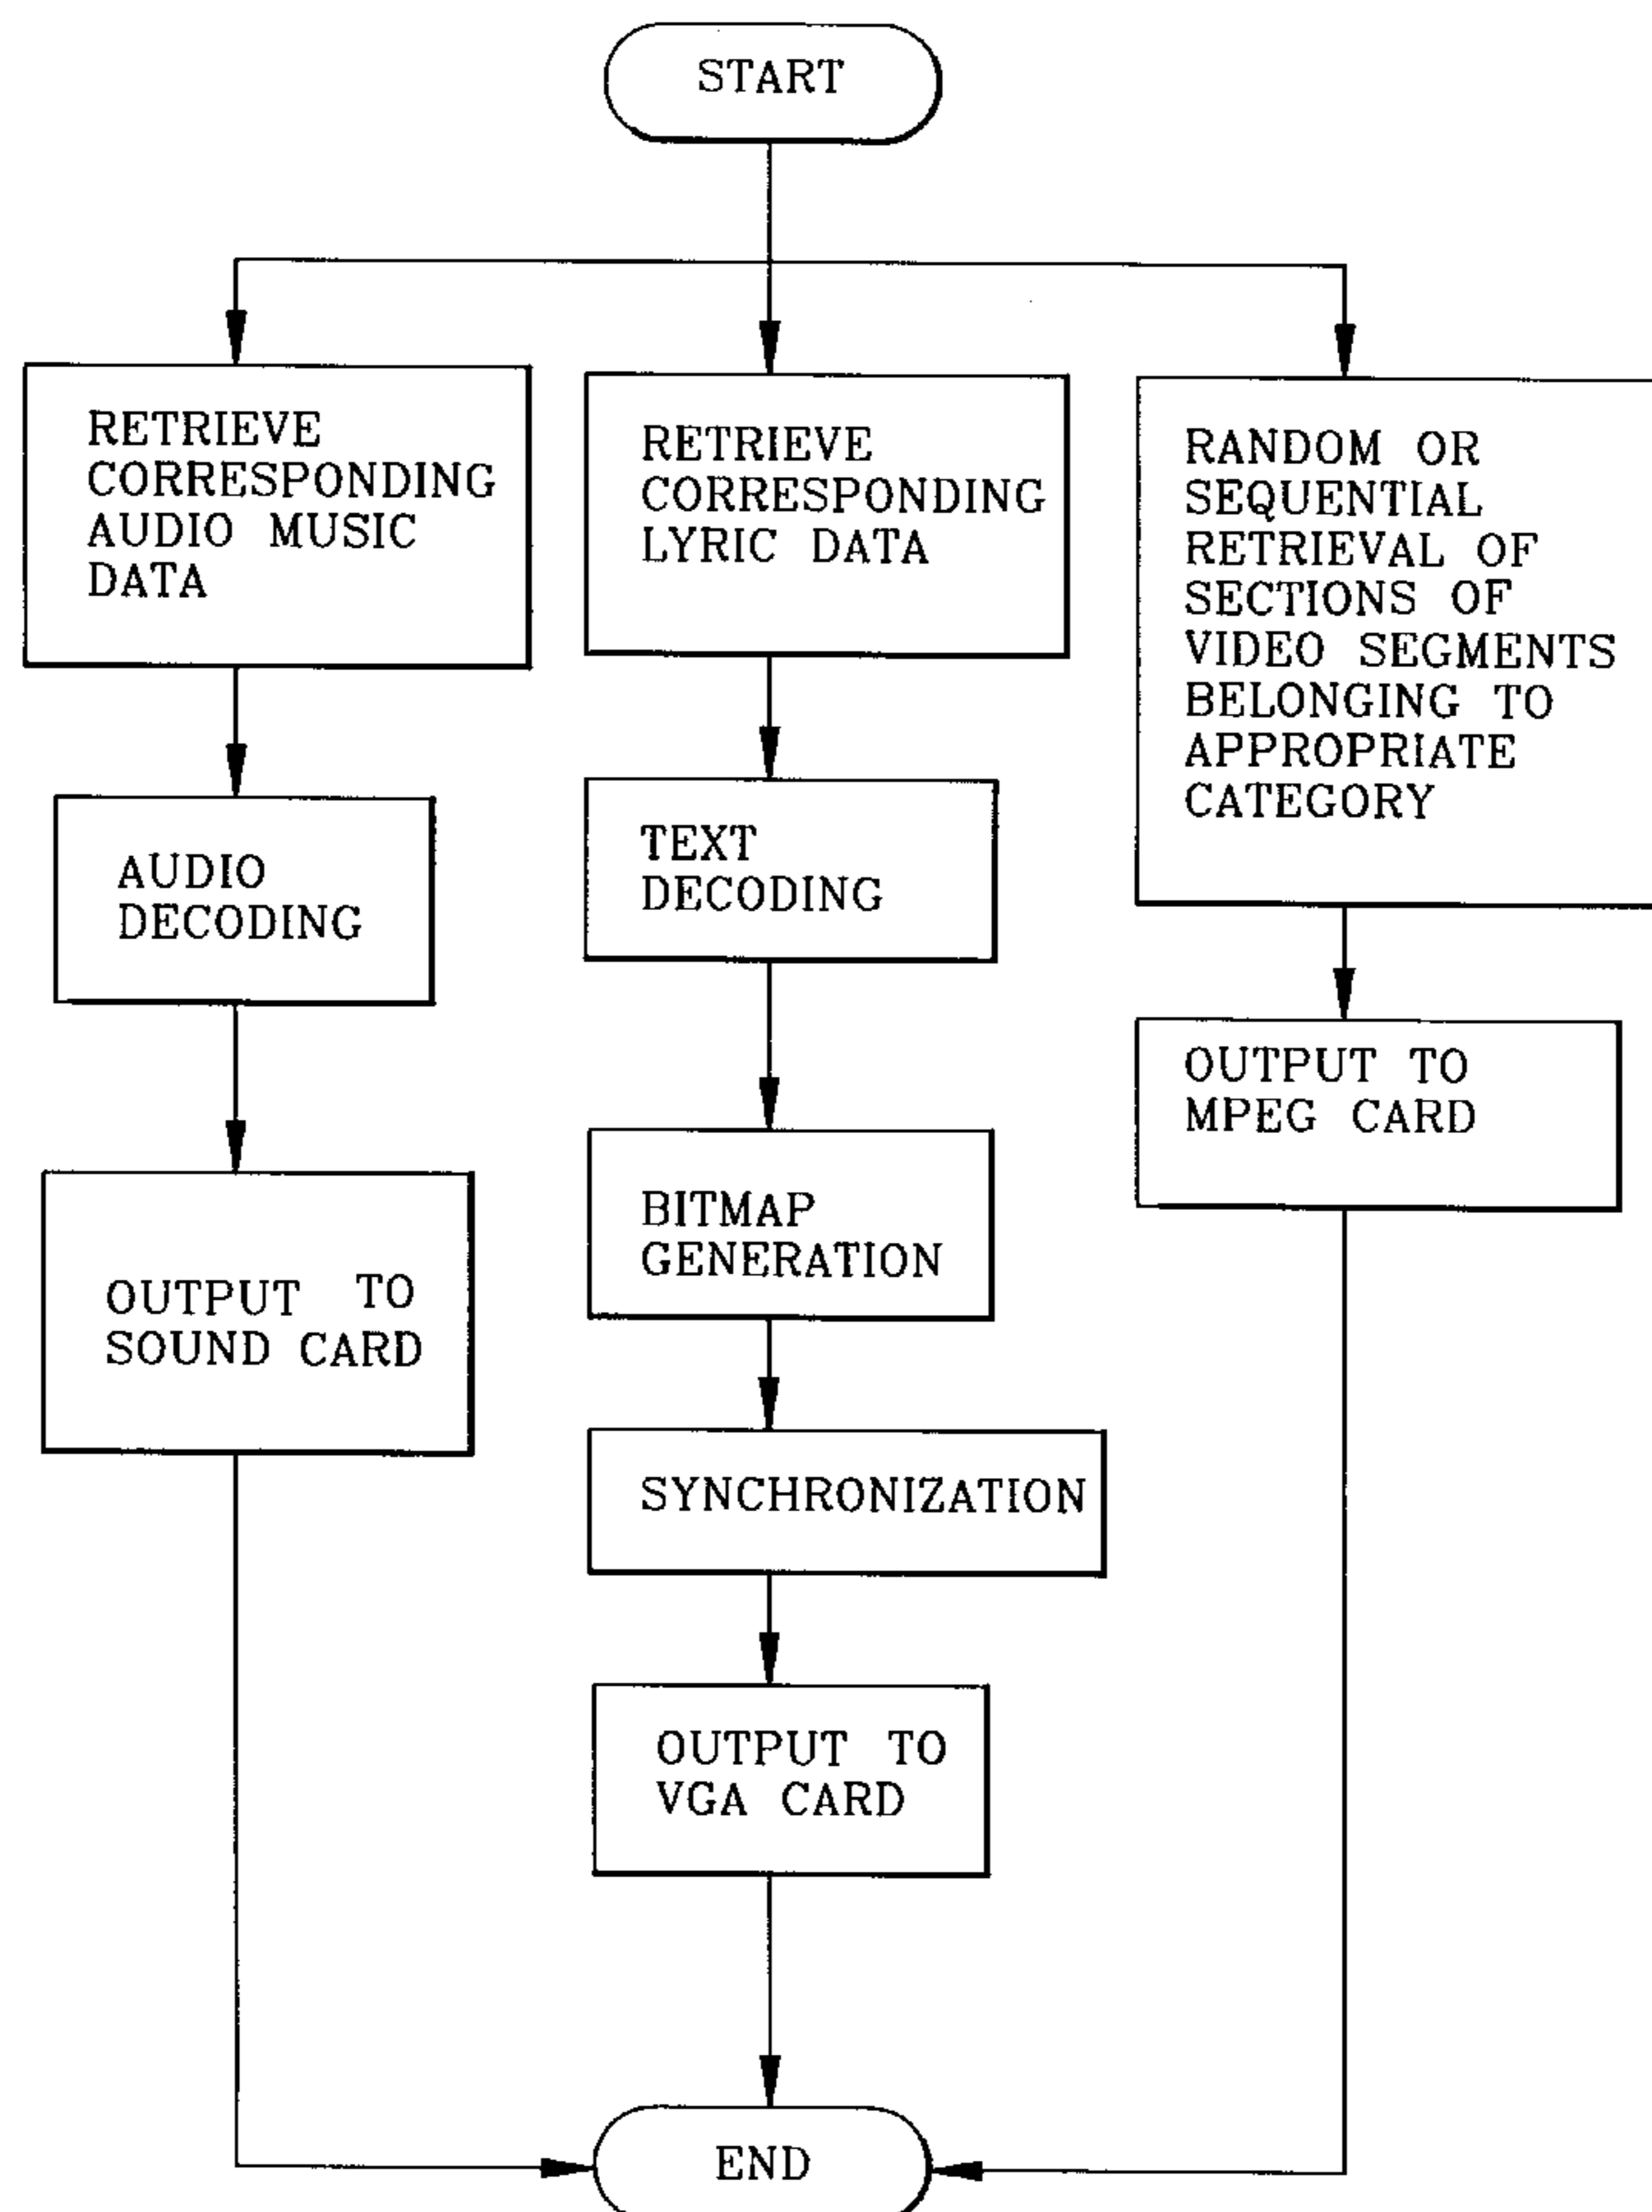 START
RETRIEVE
CORRESPONDING
AUDIO MUSIC
DATA
AUDIO
DECODING
OUTPUT TO
SOUND CARD
RETRIEVE
CORRESPONDING
LYRIC DATA
TEXT
DECODING
BITMAP
GENERATION
SYNCHRONIZATION
OUTPUT TO
VGA CARD
RANDOM OR
SEQUENTIAL
RETRIEVAL OF
SECTIONS OF
VIDEO SEGMENTS
BELONGING TO
APPROPRIATE
CATEGORY
OUTPUT TO
MPEG CARD
END